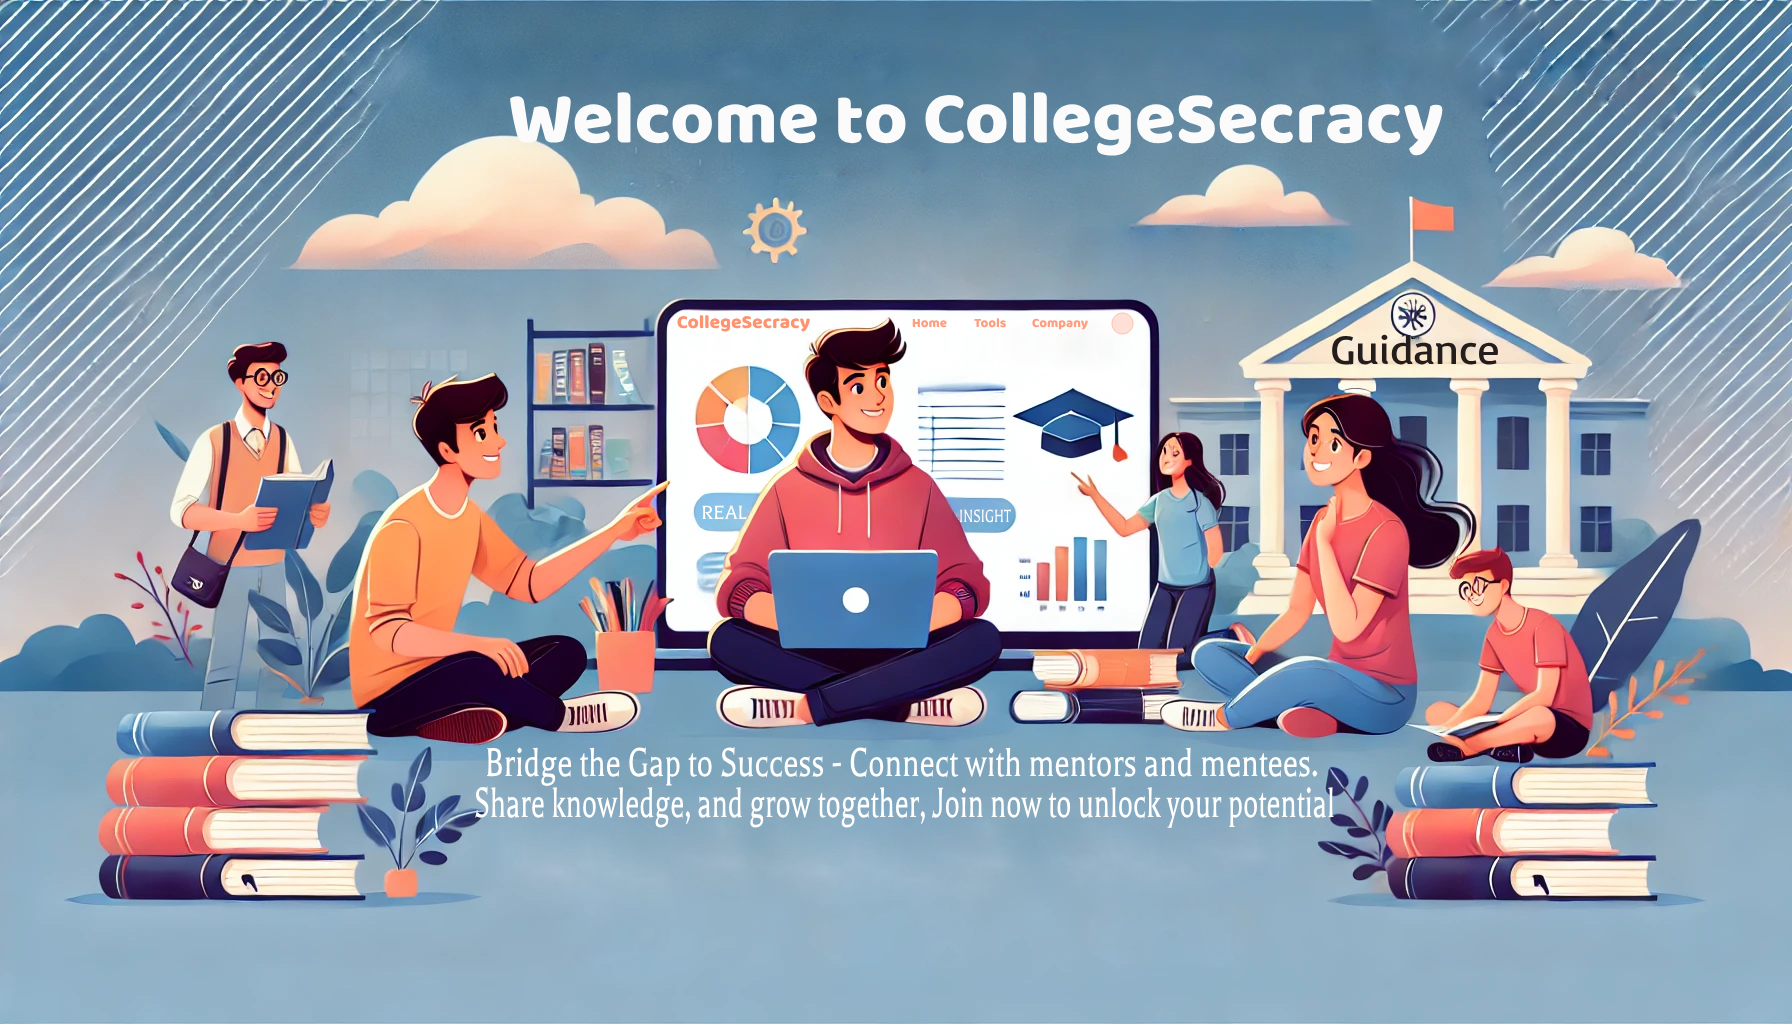 Welcome to CollegeSecracy
CollegeSecracy
Home Tools Company
Guidance
REAL
INSIGHT
Bridge the Gap to Success - Connect with mentors and mentees.
Share knowledge, and grow together, Join now to unlock your potential